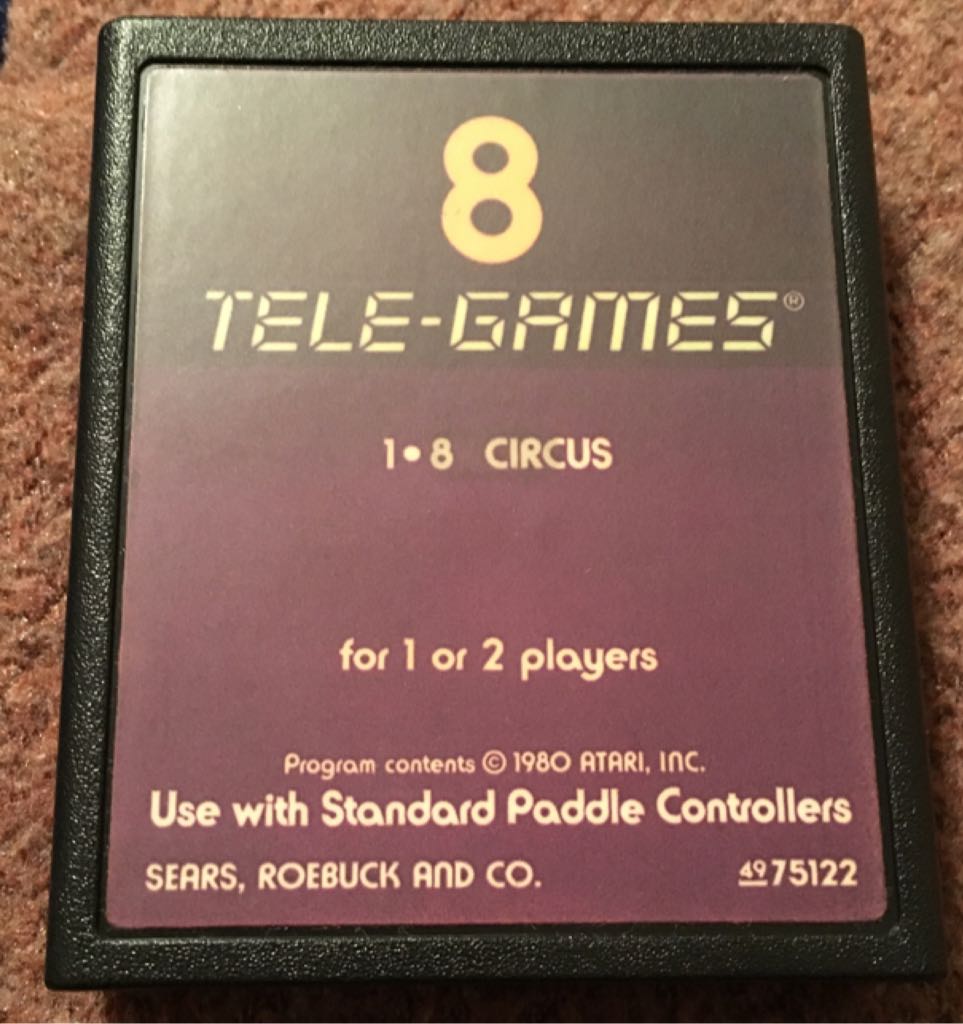 8
TELE-GAMES®
1•8 CIRCUS
for 1 or 2 players
Program contents © 1980 ATARI, INC.
Use with Standard Paddle Controllers
SEARS, ROEBUCK AND CO. 4975122